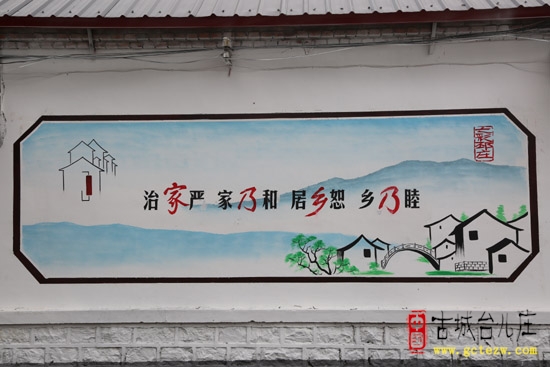 治家严 家乃和 居乡恕 乡乃睦
中国
古城台儿庄
www.gctezw.com